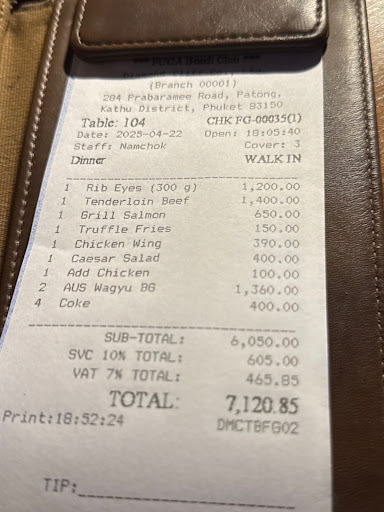 (Branch 00001)
284 Prabaramee Road, Patong,
Kathu District, Phuket 83150
Table: 104 CHK FG-00035(1)
Date: 2025-04-22 Open: 18:05:40
Staff: Namchok Cover: 3
Dinner WALK IN
1 Rib Eyes (300 g) 1,200.00
1 Tenderloin Beef 1,400.00
1 Grill Salmon 650.00
1 Truffle Fries 150.00
1 Chicken Wing 390.00
1 Caesar Salad 400.00
1 Add Chicken 100.00
2 AUS Wagyu BG 1,360.00
4 Coke 400.00
SUB-TOTAL: 6,050.00
SVC 10% TOTAL: 605.00
VAT 7% TOTAL: 465.85
TOTAL: 7,120.85
Print:18:52:24 DMCTBFG02
TIP: